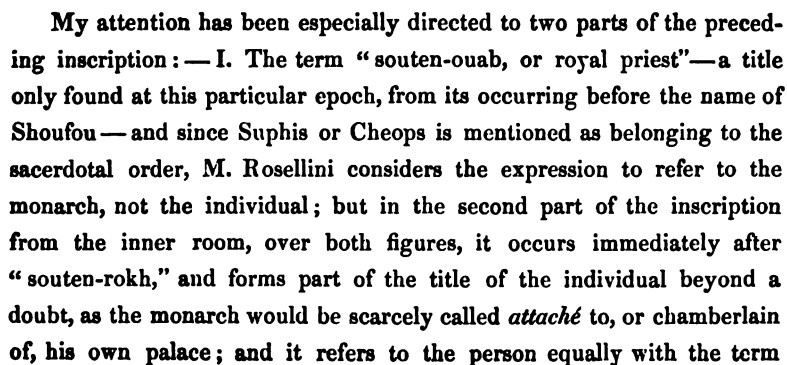 My attention has been especially directed to two parts of the preced-
ing inscription: — I. The term “souten-ouab, or royal priest”—a title
only found at this particular epoch, from its occurring before the name of
Shoufou — and since Suphis or Cheops is mentioned as belonging to the
sacerdotal order, M. Rosellini considers the expression to refer to the
monarch, not the individual; but in the second part of the inscription
from the inner room, over both figures, it occurs immediately after
“souten-rokh,” and forms part of the title of the individual beyond a
doubt, as the monarch would be scarcely called attaché to, or chamberlain
of, his own palace; and it refers to the person equally with the term